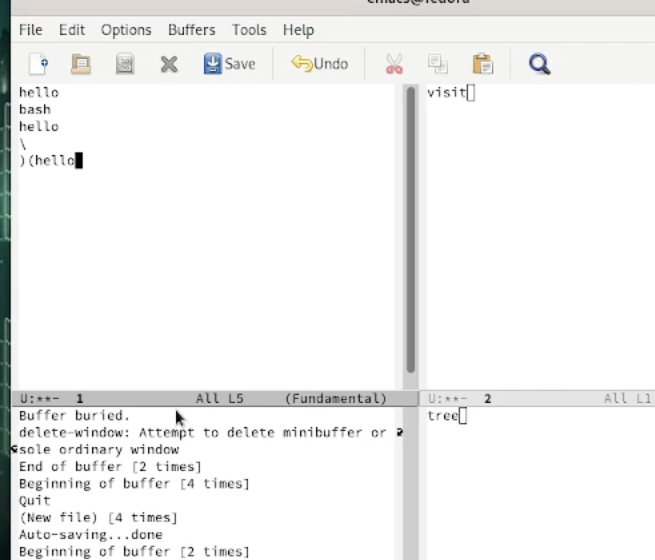 emacs@fedora
File Edit Options Buffers Tools Help
Save Undo
hello
bash
hello
\
)(hello
U:**- 1 All L5 (Fundamental)
visit
U:**- 2 All L1
Buffer buried.
delete-window: Attempt to delete minibuffer or
sole ordinary window
End of buffer [2 times]
Beginning of buffer [4 times]
Quit
(New file) [4 times]
Auto-saving...done
Beginning of buffer [2 times]
tree